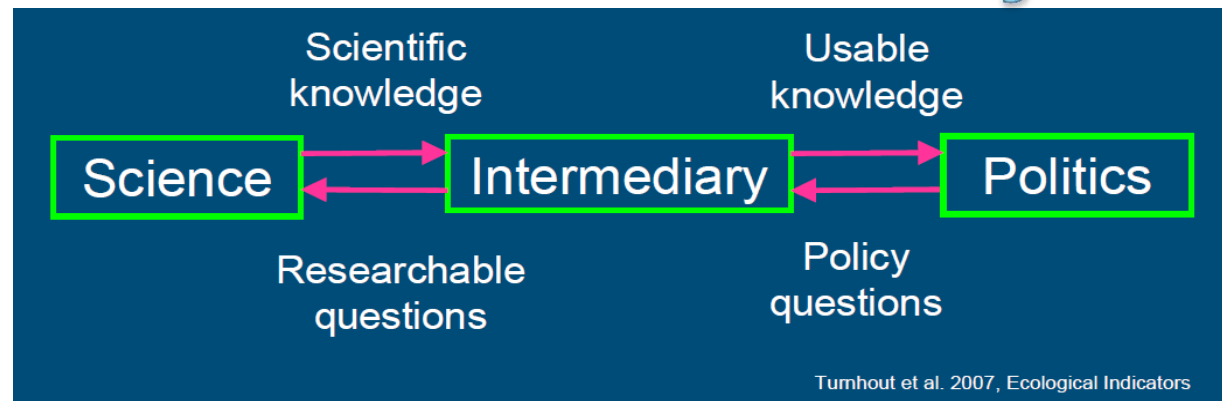 Scientific
knowledge
Usable
knowledge
Science
Intermediary
Politics
Researchable
questions
Policy
questions
Turnhout et al. 2007, Ecological Indicators